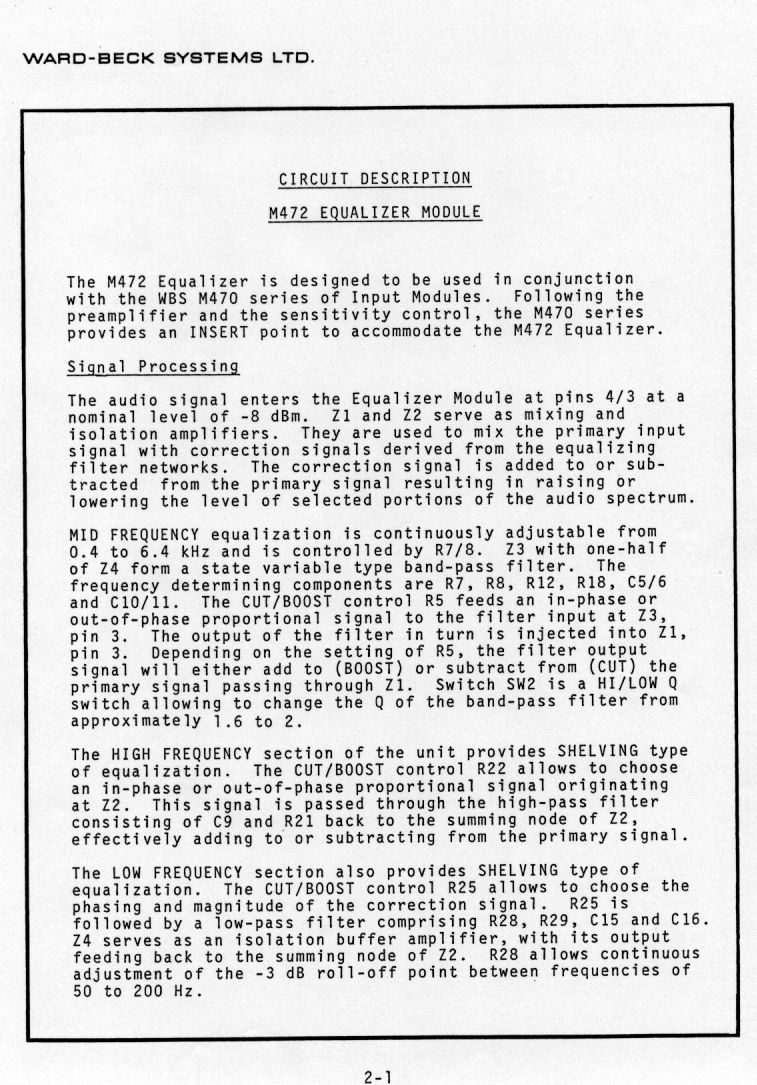 WARD-BECK SYSTEMS LTD.
CIRCUIT DESCRIPTION
M472 EQUALIZER MODULE
The M472 Equalizer is designed to be used in conjunction
with the WBS M470 series of Input Modules.  Following the
preamplifier and the sensitivity control, the M470 series
provides an INSERT point to accommodate the M472 Equalizer.
Signal Processing
The audio signal enters the Equalizer Module at pins 4/3 at a
nominal level of -8 dBm.  Z1 and Z2 serve as mixing and
isolation amplifiers.  They are used to mix the primary input
signal with correction signals derived from the equalizing
filter networks.  The correction signal is added to or sub-
tracted  from the primary signal resulting in raising or
lowering the level of selected portions of the audio spectrum.
MID FREQUENCY equalization is continuously adjustable from
0.4 to 6.4 kHz and is controlled by R7/8.  Z3 with one-half
of Z4 form a state variable type band-pass filter.  The
frequency determining components are R7, R8, R12, R18, C5/6
and C10/11.  The CUT/BOOST control R5 feeds an in-phase or
out-of-phase proportional signal to the filter input at Z3,
pin 3.  The output of the filter in turn is injected into Z1,
pin 3.  Depending on the setting of R5, the filter output
signal will either add to (BOOST) or subtract from (CUT) the
primary signal passing through Z1.  Switch SW2 is a HI/LOW Q
switch allowing to change the Q of the band-pass filter from
approximately 1.6 to 2.
The HIGH FREQUENCY section of the unit provides SHELVING type
of equalization.  The CUT/BOOST control R22 allows to choose
an in-phase or out-of-phase proportional signal originating
at Z2.  This signal is passed through the high-pass filter
consisting of C9 and R21 back to the summing node of Z2,
effectively adding to or subtracting from the primary signal.
The LOW FREQUENCY section also provides SHELVING type of
equalization.  The CUT/BOOST control R25 allows to choose the
phasing and magnitude of the correction signal.  R25 is
followed by a low-pass filter comprising R28, R29, C15 and C16.
Z4 serves as an isolation buffer amplifier, with its output
feeding back to the summing node of Z2.  R28 allows continuous
adjustment of the -3 dB roll-off point between frequencies of
50 to 200 Hz.
2-1